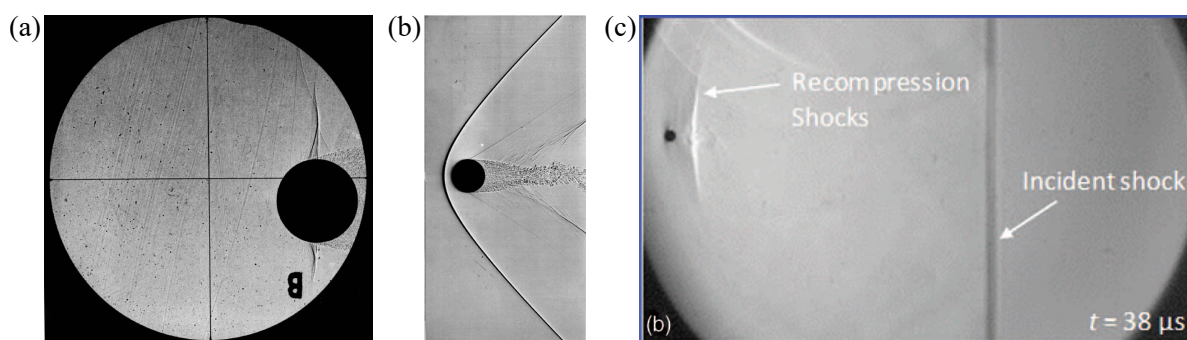 (a)
B
(b)
(c)
Recompression
Shocks
Incident shock
(b)
t = 38 μs